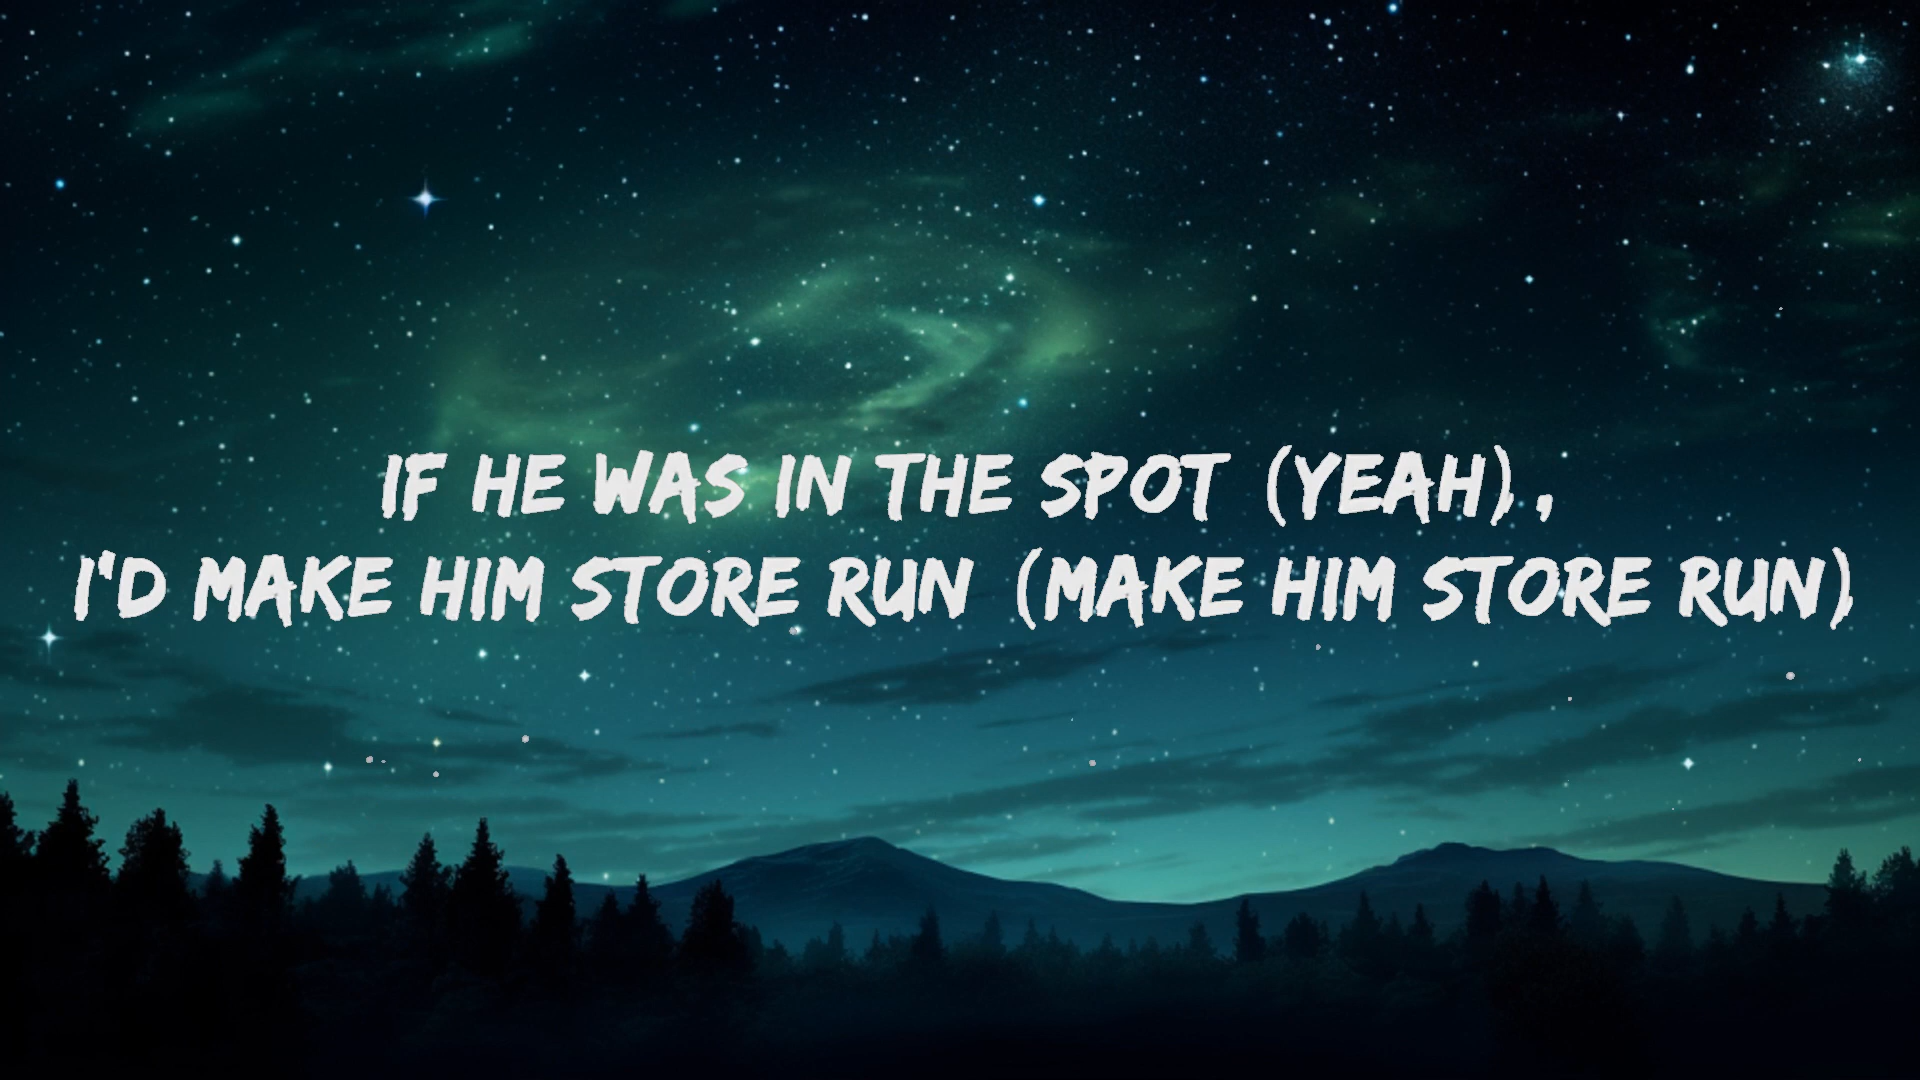 IF HE WAS IN THE SPOT (YEAH),
I'D MAKE HIM STORE RUN (MAKE HIM STORE RUN)